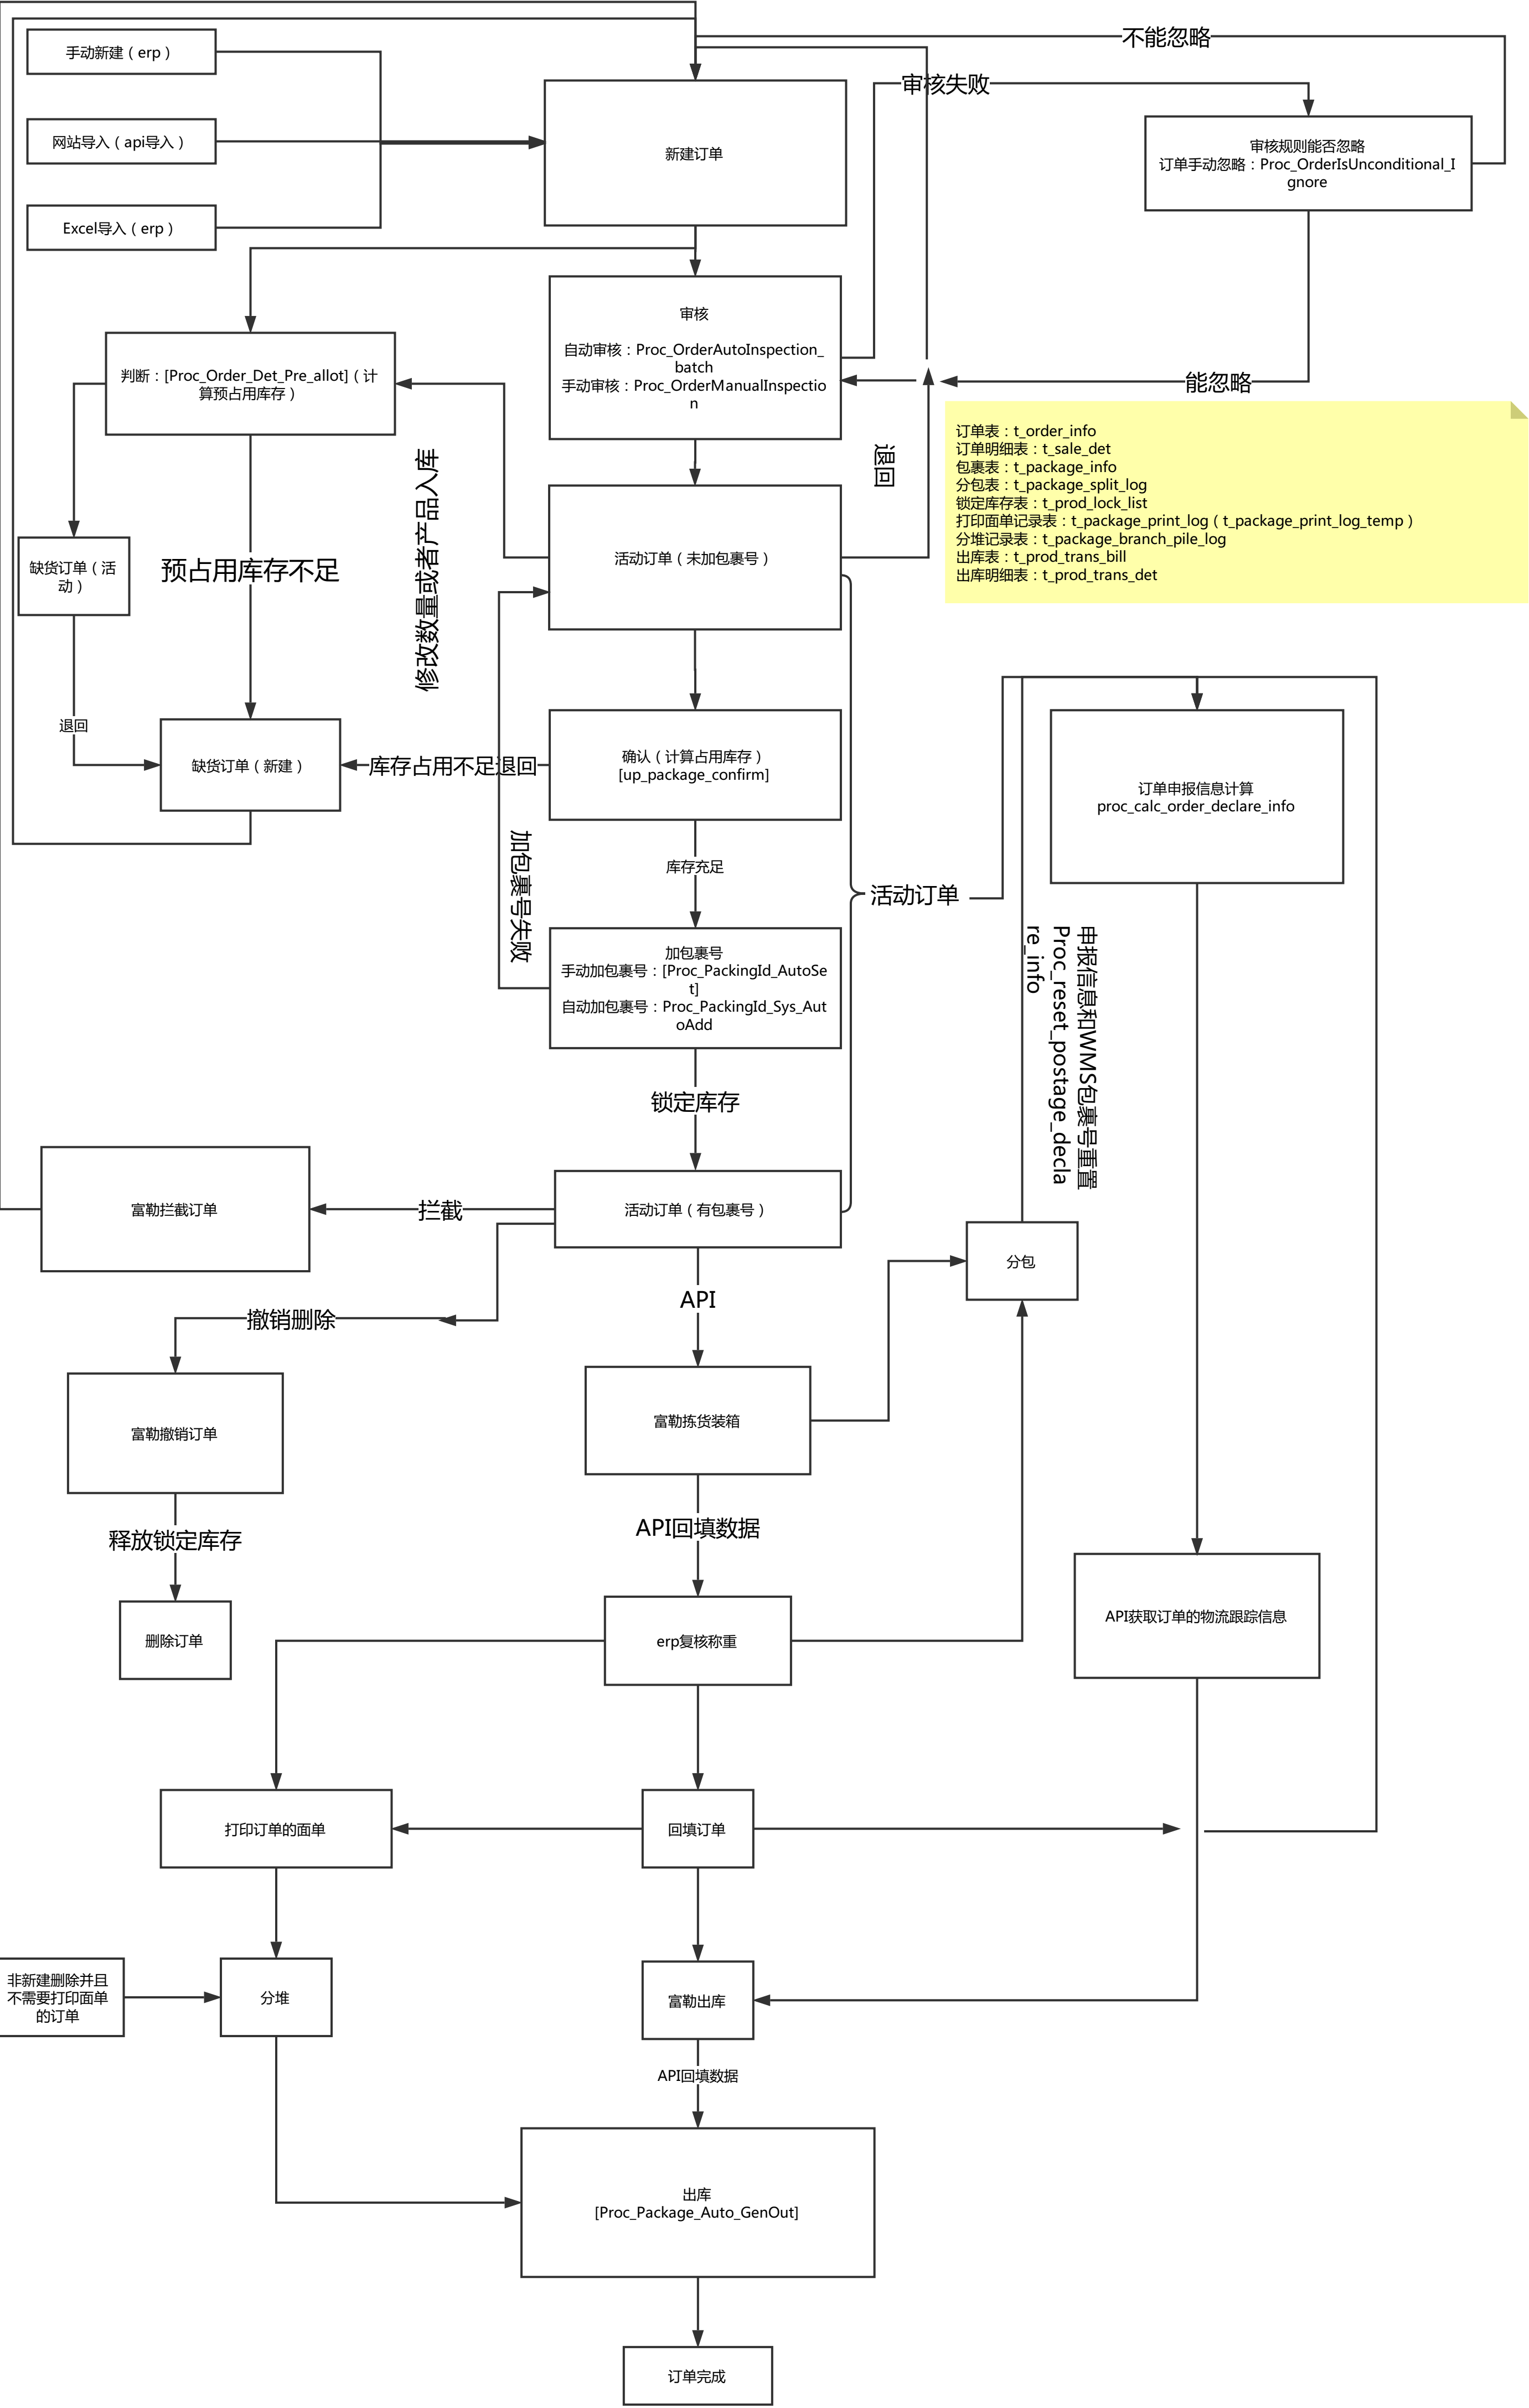 不能忽略
手动新建（erp）
审核失败
网站导入（api导入）
新建订单
审核规则能否忽略
订单手动忽略：Proc_OrderIsUnconditional_I
gnore
Excel导入（erp）
审核
自动审核：Proc_OrderAutoInspection_
batch
手动审核：Proc_OrderManualInspectio
n
判断：[Proc_Order_Det_Pre_allot]（计
算预占用库存）
能忽略
退回
订单表：t_order_info
订单明细表：t_sale_det
包裹表：t_package_info
分包表：t_package_split_log
锁定库存表：t_prod_lock_list
打印面单记录表：t_package_print_log（t_package_print_log_temp）
分堆记录表：t_package_branch_pile_log
出库表：t_prod_trans_bill
出库明细表：t_prod_trans_det
修改数量或者产品入库
活动订单（未加包裹号）
缺货订单（活
动）
预占用库存不足
退回
缺货订单（新建）
库存占用不足退回
确认（计算占用库存）
[up_package_confirm]
订单申报信息计算
proc_calc_order_declare_info
库存充足
加包裹号失败
活动订单
加包裹号
手动加包裹号：[Proc_PackingId_AutoSe
t]
自动加包裹号：Proc_PackingId_Sys_Aut
oAdd
申报信息和WMS包裹号重置
Proc_reset_postage_decla
re_info
锁定库存
富勒拦截订单
拦截
活动订单（有包裹号）
分包
API
撤销删除
富勒撤销订单
富勒拣货装箱
API回填数据
释放锁定库存
删除订单
erp复核称重
API获取订单的物流跟踪信息
打印订单的面单
回填订单
非新建删除并且
不需要打印面单
的订单
分堆
富勒出库
API回填数据
出库
[Proc_Package_Auto_GenOut]
订单完成